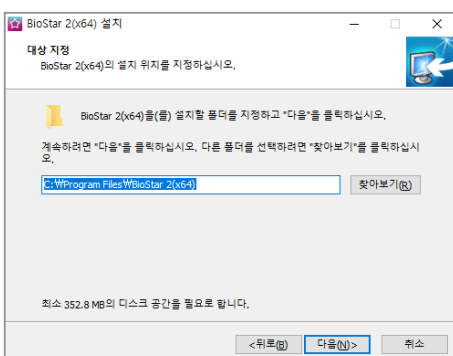 BioStar 2(x64) 설치
대상 지정
BioStar 2(x64)의 설치 위치를 지정하십시오.
BioStar 2(x64)을(를) 설치할 폴더를 지정하고 "다음"을 클릭하십시오.
계속하려면 "다음"을 클릭하십시오. 다른 폴더를 선택하려면 "찾아보기"를 클릭하십시
오.
C:₩Program Files₩BioStar 2(x64)
찾아보기(R)
최소 352.8 MB의 디스크 공간을 필요로 합니다.
<뒤로(B) 다음(N)> 취소